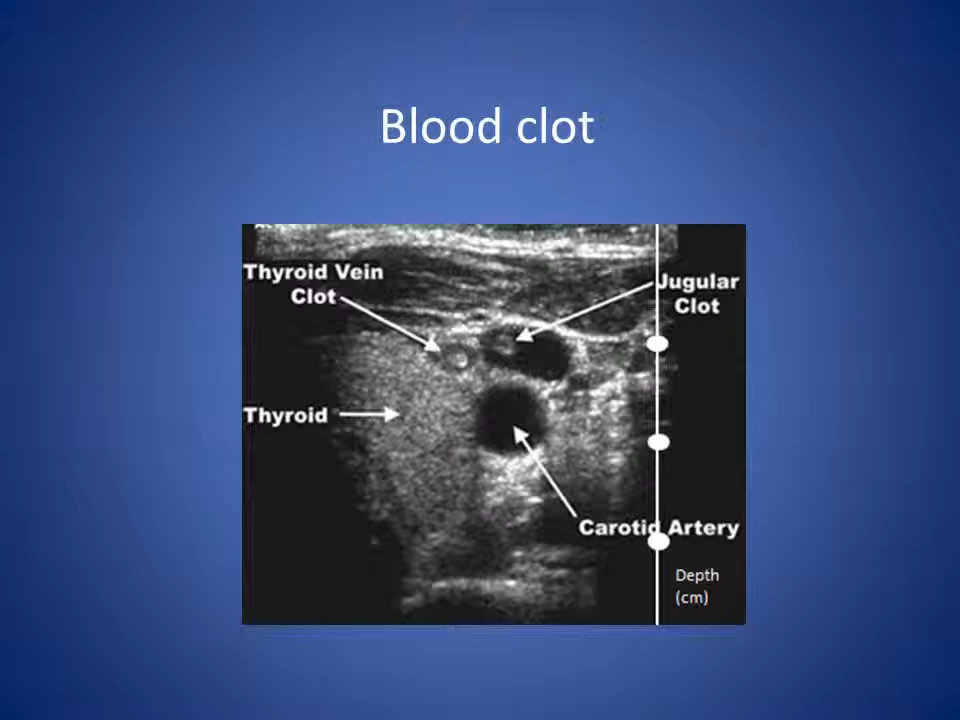 Blood clot
Thyroid Vein
Clot
Jugular
Clot
Thyroid
Carotid Artery
Depth
(cm)